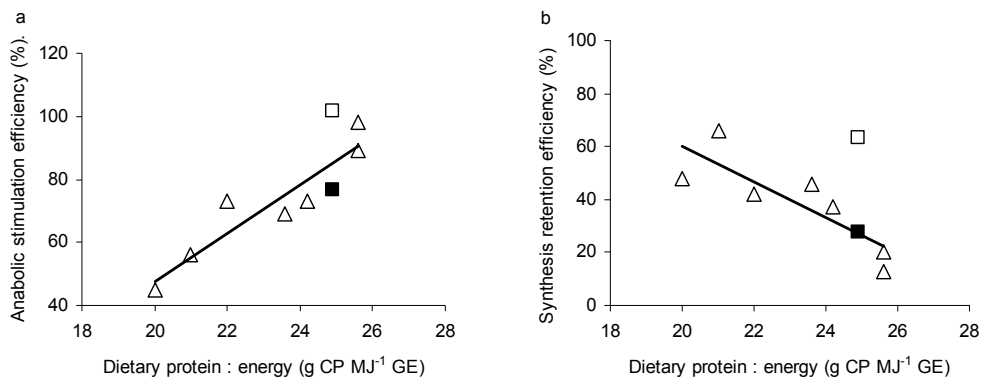 a
Anabolic stimulation efficiency (%).
120
100
80
60
40
18 20 22 24 26 28
Dietary protein : energy (g CP MJ⁻¹ GE)
b
Synthesis retention efficiency (%)
100
80
60
40
20
0
18 20 22 24 26 28
Dietary protein : energy (g CP MJ⁻¹ GE)